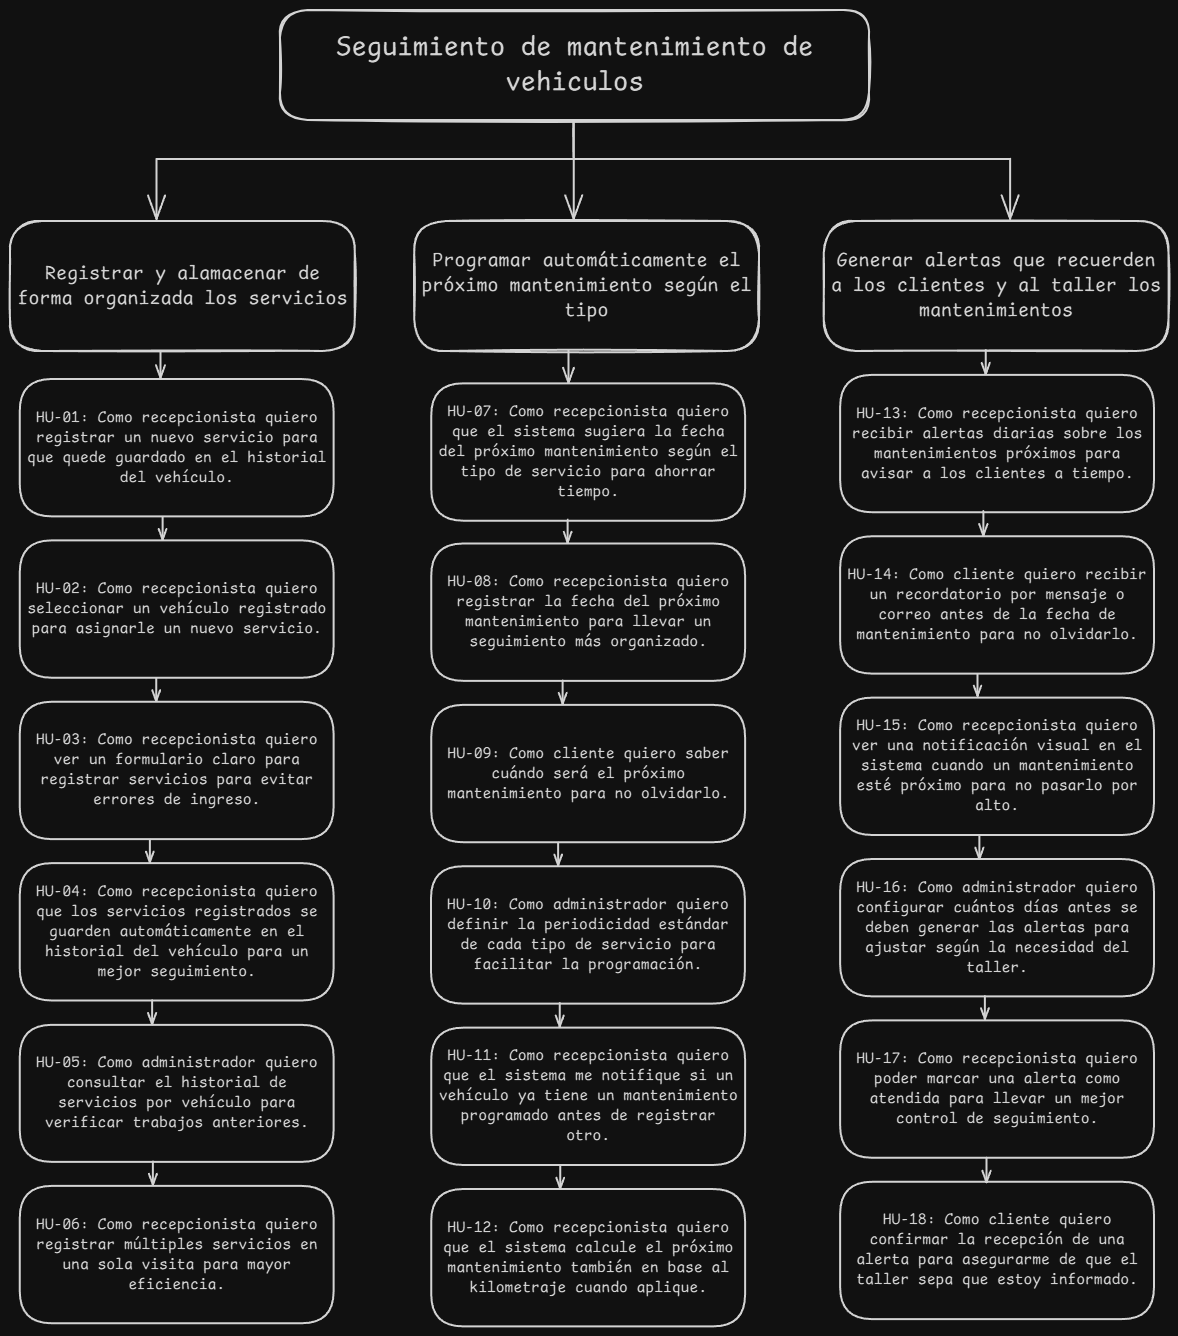 Seguimiento de mantenimiento de
vehiculos
Registrar y alamacenar de
forma organizada los servicios
HU-01: Como recepcionista quiero
registrar un nuevo servicio para
que quede guardado en el historial
del vehículo.
HU-02: Como recepcionista quiero
seleccionar un vehículo registrado
para asignarle un nuevo servicio.
HU-03: Como recepcionista quiero
ver un formulario claro para
registrar servicios para evitar
errores de ingreso.
HU-04: Como recepcionista quiero
que los servicios registrados se
guarden automáticamente en el
historial del vehículo para un
mejor seguimiento.
HU-05: Como administrador quiero
consultar el historial de
servicios por vehículo para
verificar trabajos anteriores.
HU-06: Como recepcionista quiero
registrar múltiples servicios en
una sola visita para mayor
eficiencia.
Programar automáticamente el
próximo mantenimiento según el
tipo
HU-07: Como recepcionista quiero
que el sistema sugiera la fecha
del próximo mantenimiento según el
tipo de servicio para ahorrar
tiempo.
HU-08: Como recepcionista quiero
registrar la fecha del próximo
mantenimiento para llevar un
seguimiento más organizado.
HU-09: Como cliente quiero saber
cuándo será el próximo
mantenimiento para no olvidarlo.
HU-10: Como administrador quiero
definir la periodicidad estándar
de cada tipo de servicio para
facilitar la programación.
HU-11: Como recepcionista quiero
que el sistema me notifique si un
vehículo ya tiene un mantenimiento
programado antes de registrar
otro.
HU-12: Como recepcionista quiero
que el sistema calcule el próximo
mantenimiento también en base al
kilometraje cuando aplique.
Generar alertas que recuerden
a los clientes y al taller los
mantenimientos
HU-13: Como recepcionista quiero
recibir alertas diarias sobre los
mantenimientos próximos para
avisar a los clientes a tiempo.
HU-14: Como cliente quiero recibir
un recordatorio por mensaje o
correo antes de la fecha de
mantenimiento para no olvidarlo.
HU-15: Como recepcionista quiero
ver una notificación visual en el
sistema cuando un mantenimiento
esté próximo para no pasarlo por
alto.
HU-16: Como administrador quiero
configurar cuántos días antes se
deben generar las alertas para
ajustar según la necesidad del
taller.
HU-17: Como recepcionista quiero
poder marcar una alerta como
atendida para llevar un mejor
control de seguimiento.
HU-18: Como cliente quiero
confirmar la recepción de una
alerta para asegurarme de que el
taller sepa que estoy informado.